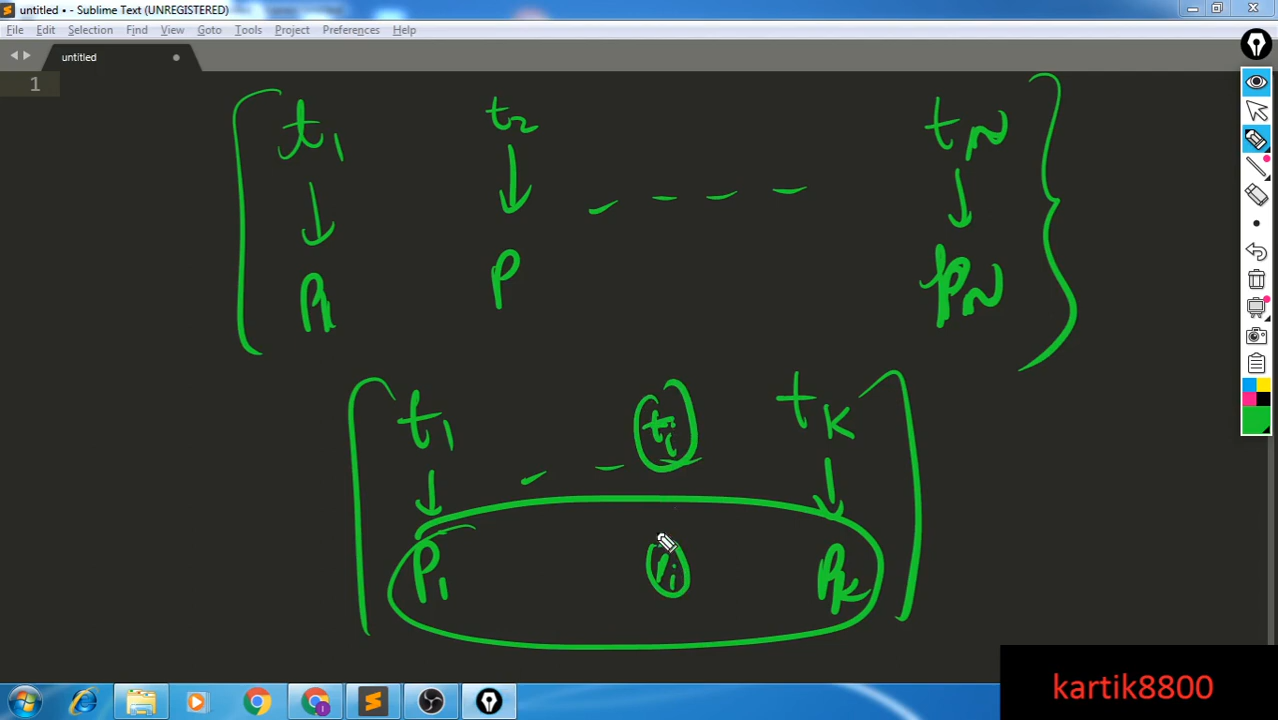 untitled • - Sublime Text (UNREGISTERED)
File Edit Selection Find View Goto Tools Project Preferences Help
untitled
1
t1 t2 tN
P1 P PN
t1 ti tK
P1 Pi PK
kartik8800